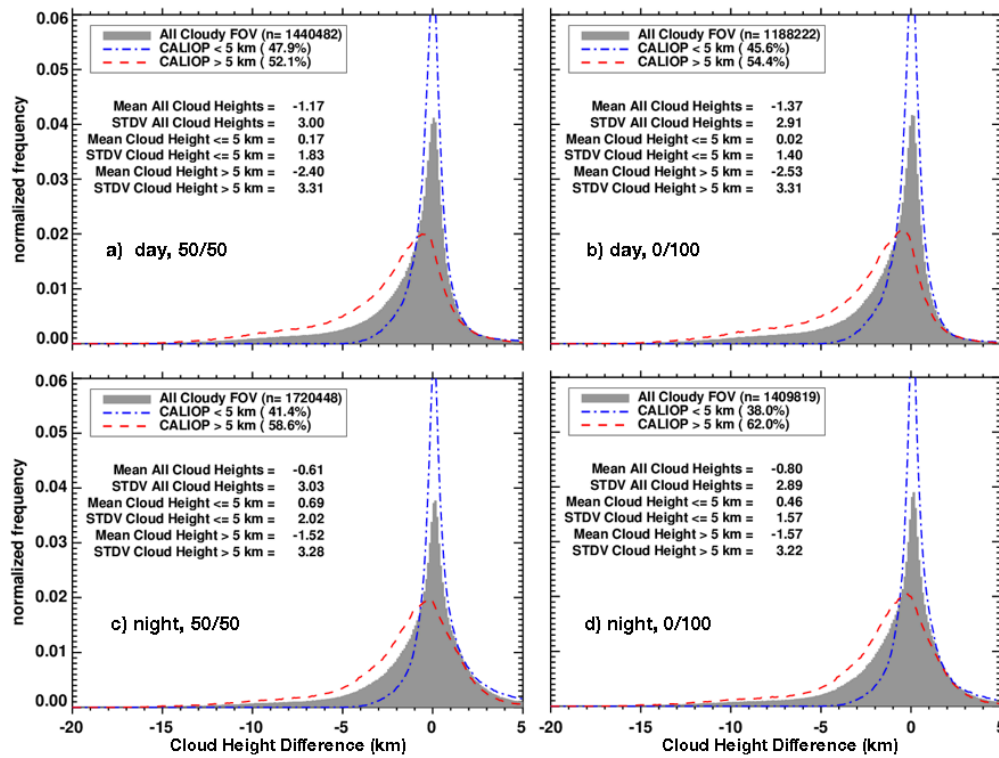 All Cloudy FOV (n= 1440482)
CALIOP < 5 km ( 47.9%)
CALIOP > 5 km ( 52.1%)
Mean All Cloud Heights = -1.17
STDV All Cloud Heights = 3.00
Mean Cloud Height <= 5 km = 0.17
STDV Cloud Height <= 5 km = 1.83
Mean Cloud Height > 5 km = -2.40
STDV Cloud Height > 5 km = 3.31
a) day, 50/50
normalized frequency
0.06
0.05
0.04
0.03
0.02
0.01
0.00
All Cloudy FOV (n= 1188222)
CALIOP < 5 km ( 45.6%)
CALIOP > 5 km ( 54.4%)
Mean All Cloud Heights = -1.37
STDV All Cloud Heights = 2.91
Mean Cloud Height <= 5 km = 0.02
STDV Cloud Height <= 5 km = 1.40
Mean Cloud Height > 5 km = -2.53
STDV Cloud Height > 5 km = 3.31
b) day, 0/100
All Cloudy FOV (n= 1720448)
CALIOP < 5 km ( 41.4%)
CALIOP > 5 km ( 58.6%)
Mean All Cloud Heights = -0.61
STDV All Cloud Heights = 3.03
Mean Cloud Height <= 5 km = 0.69
STDV Cloud Height <= 5 km = 2.02
Mean Cloud Height > 5 km = -1.52
STDV Cloud Height > 5 km = 3.28
c) night, 50/50
normalized frequency
0.06
0.05
0.04
0.03
0.02
0.01
0.00
-20 -15 -10 -5 0 5
Cloud Height Difference (km)
All Cloudy FOV (n= 1409819)
CALIOP < 5 km ( 38.0%)
CALIOP > 5 km ( 62.0%)
Mean All Cloud Heights = -0.80
STDV All Cloud Heights = 2.89
Mean Cloud Height <= 5 km = 0.46
STDV Cloud Height <= 5 km = 1.57
Mean Cloud Height > 5 km = -1.57
STDV Cloud Height > 5 km = 3.22
d) night, 0/100
-20 -15 -10 -5 0 5
Cloud Height Difference (km)